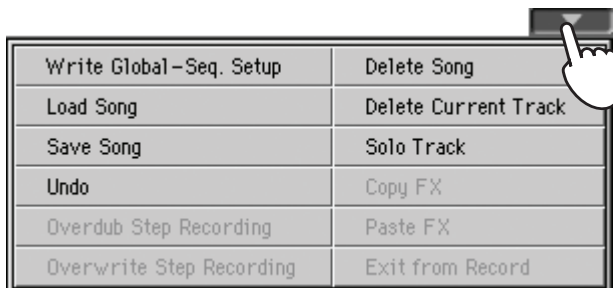 Write Global-Seq. Setup
Delete Song
Load Song
Delete Current Track
Save Song
Solo Track
Undo
Copy FX
Overdub Step Recording
Paste FX
Overwrite Step Recording
Exit from Record